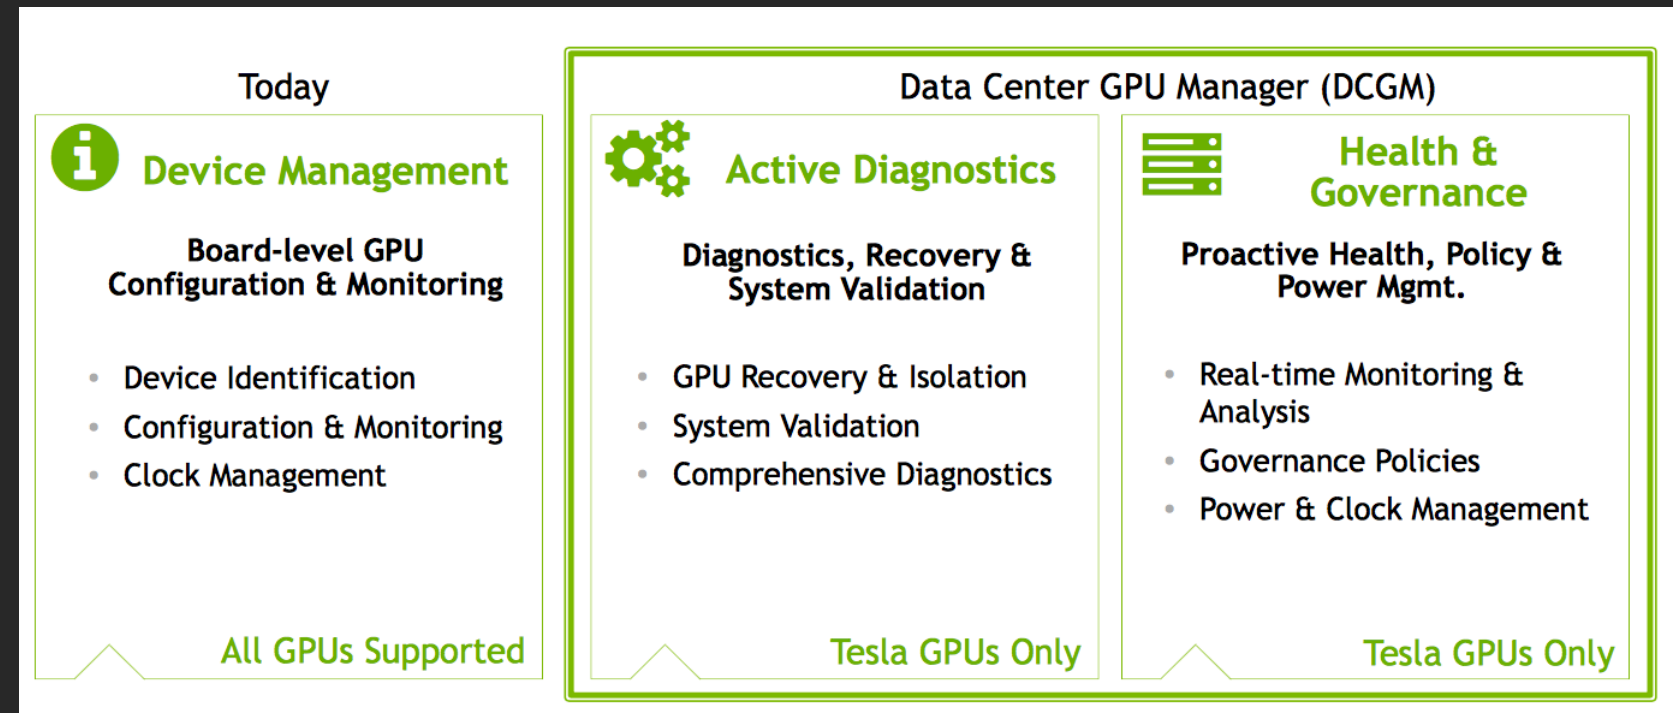 Today
Device Management
Board-level GPU
Configuration & Monitoring
• Device Identification
• Configuration & Monitoring
• Clock Management
All GPUs Supported
Data Center GPU Manager (DCGM)
Active Diagnostics
Diagnostics, Recovery &
System Validation
• GPU Recovery & Isolation
• System Validation
• Comprehensive Diagnostics
Tesla GPUs Only
Health &
Governance
Proactive Health, Policy &
Power Mgmt.
• Real-time Monitoring &
Analysis
• Governance Policies
• Power & Clock Management
Tesla GPUs Only